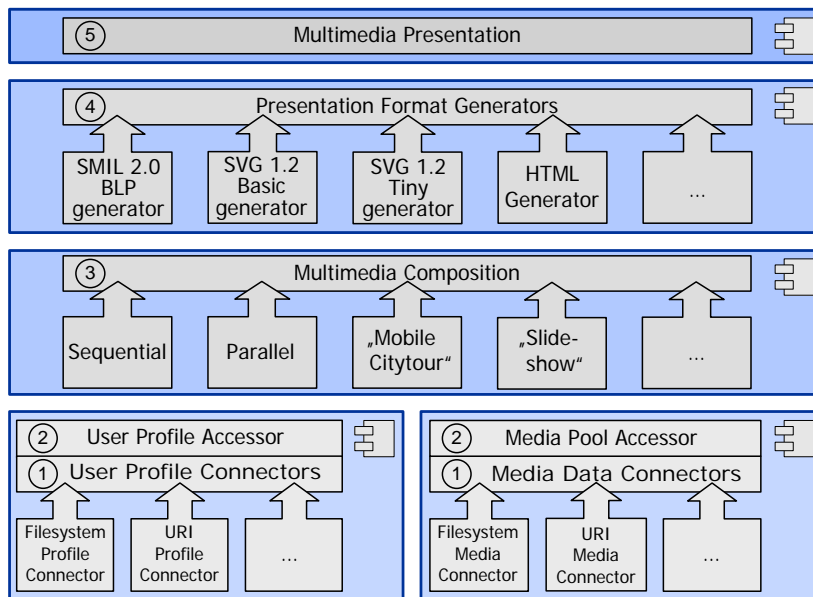 5 Multimedia Presentation
4 Presentation Format Generators
SMIL 2.0
BLP
generator
SVG 1.2
Basic
generator
SVG 1.2
Tiny
generator
HTML
Generator
...
3 Multimedia Composition
Sequential
Parallel
„Mobile
Citytour“
„Slide-
show“
...
2 User Profile Accessor
1 User Profile Connectors
Filesystem
Profile
Connector
URI
Profile
Connector
...
2 Media Pool Accessor
1 Media Data Connectors
Filesystem
Media
Connector
URI
Media
Connector
...